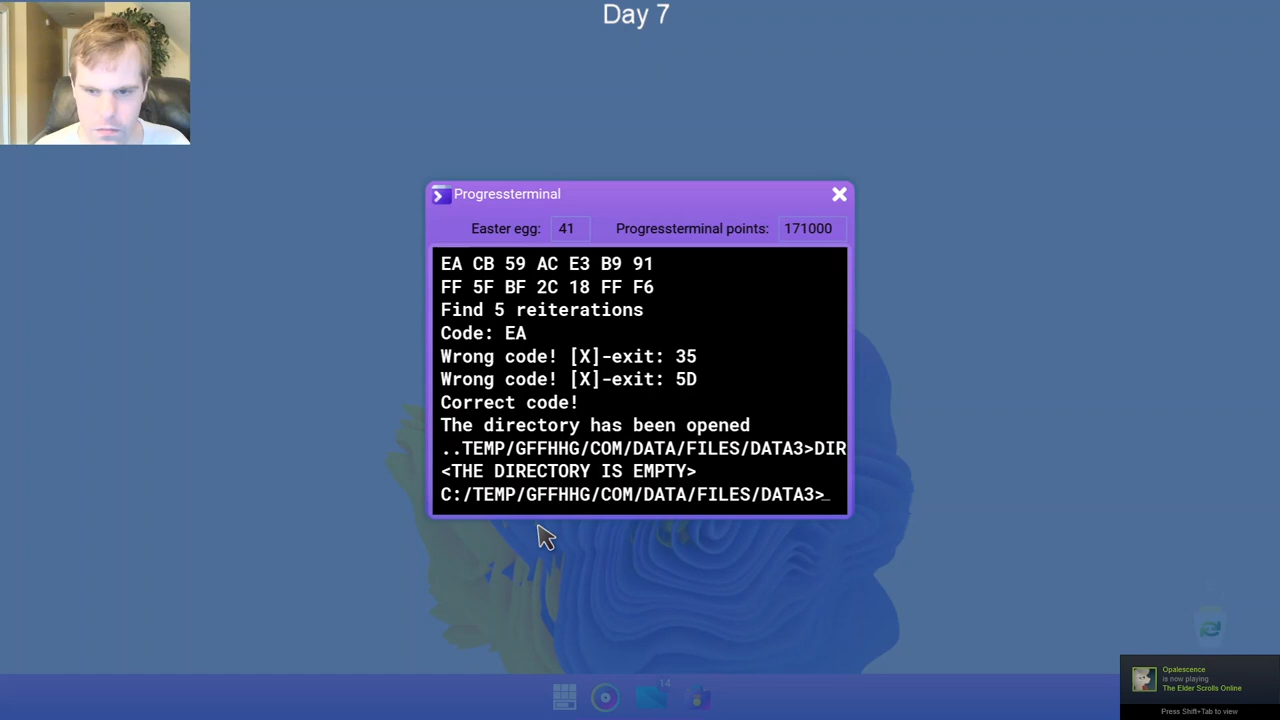 Day 7
Progressterminal
Easter egg: 41 Progressterminal points: 171000
EA CB 59 AC E3 B9 91
FF 5F BF 2C 18 FF F6
Find 5 reiterations
Code: EA
Wrong code! [X]-exit: 35
Wrong code! [X]-exit: 5D
Correct code!
The directory has been opened
..TEMP/GFFHHG/COM/DATA/FILES/DATA3>DIR
<THE DIRECTORY IS EMPTY>
C:/TEMP/GFFHHG/COM/DATA/FILES/DATA3>_
14
Opalescence
is now playing
The Elder Scrolls Online
Press Shift+Tab to view